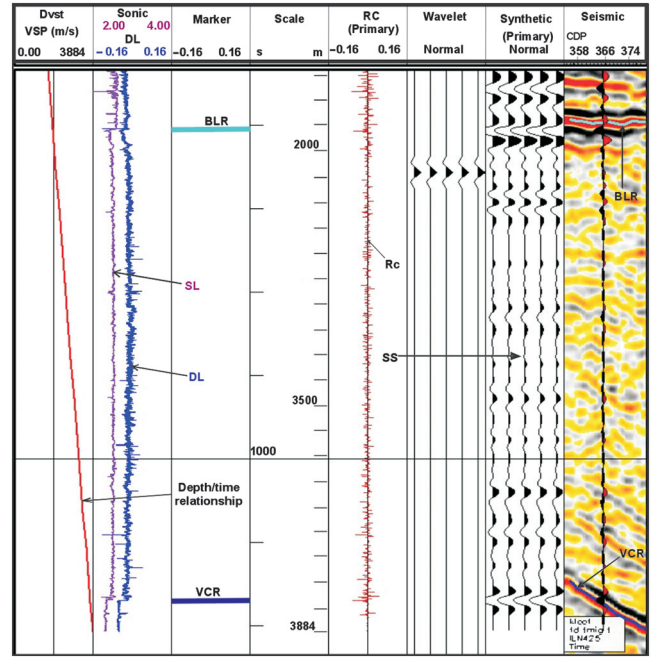 Dvst
VSP (m/s)
0.00 3884
Sonic
2.00 4.00
DL
−0.16 0.16
Marker
−0.16 0.16
Scale
s m
RC
(Primary)
−0.16 0.16
Wavelet
Normal
Synthetic
(Primary)
Normal
Seismic
CDP
358 366 374
BLR
2000
BLR
Rc
SL
SS
DL
3500
1000
Depth/time
relationship
VCR
VCR
3884
ILN425
Time